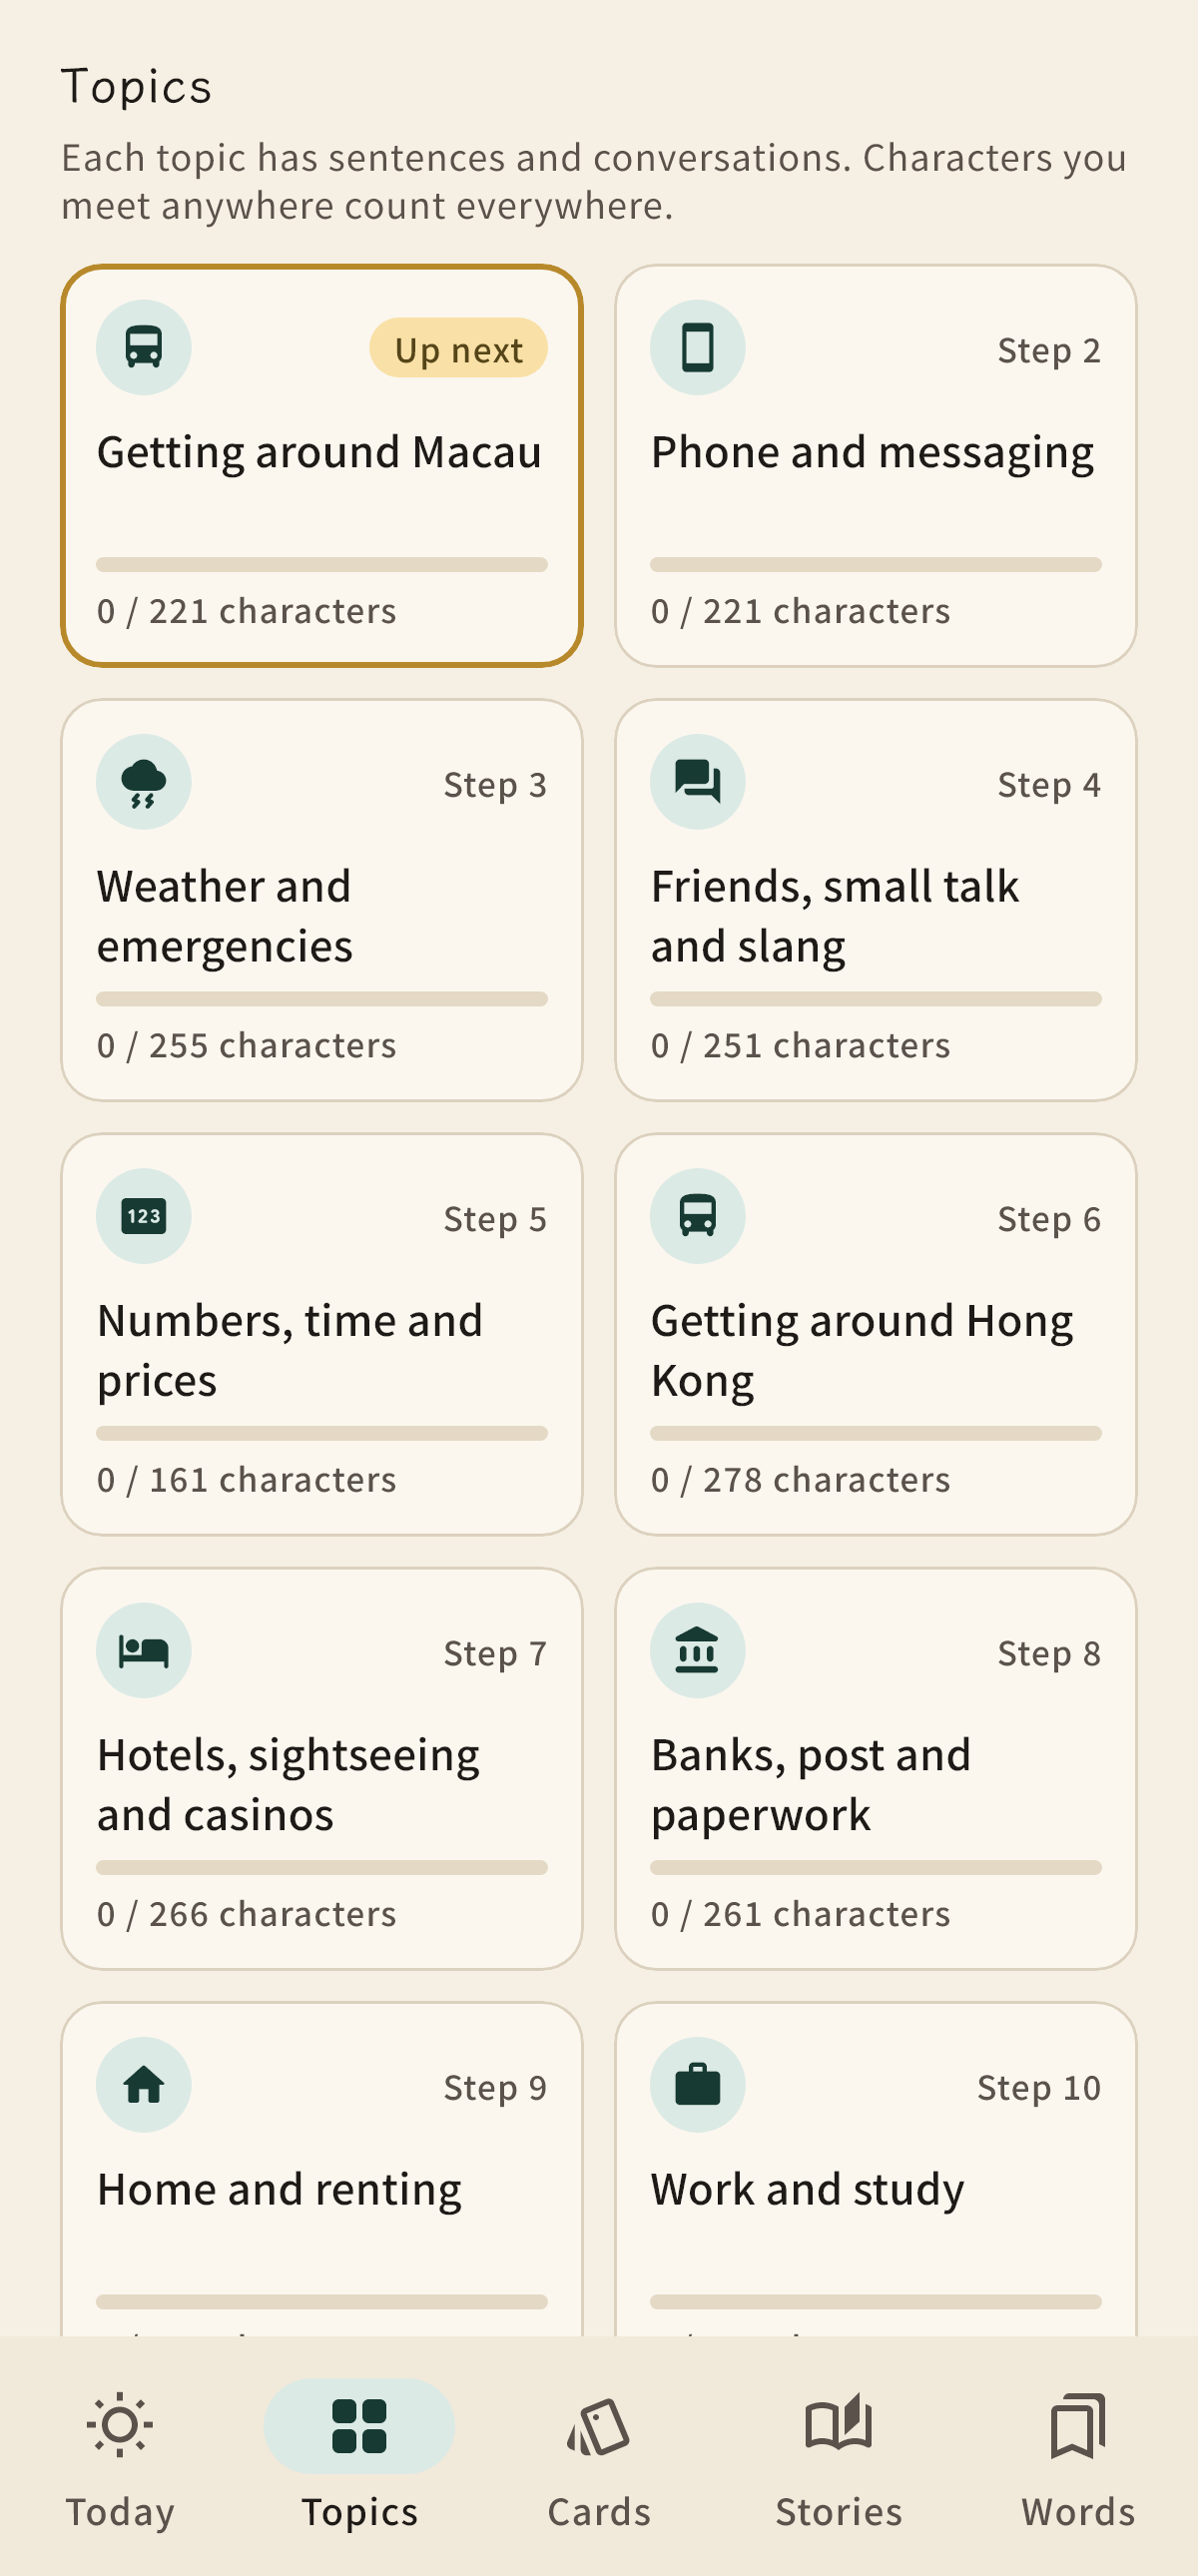 Topics
Each topic has sentences and conversations. Characters you
meet anywhere count everywhere.
Up next
Getting around Macau
0 / 221 characters
Step 2
Phone and messaging
0 / 221 characters
Step 3
Weather and
emergencies
0 / 255 characters
Step 4
Friends, small talk
and slang
0 / 251 characters
123
Step 5
Numbers, time and
prices
0 / 161 characters
Step 6
Getting around Hong
Kong
0 / 278 characters
Step 7
Hotels, sightseeing
and casinos
0 / 266 characters
Step 8
Banks, post and
paperwork
0 / 261 characters
Step 9
Home and renting
Step 10
Work and study
Today
Topics
Cards
Stories
Words